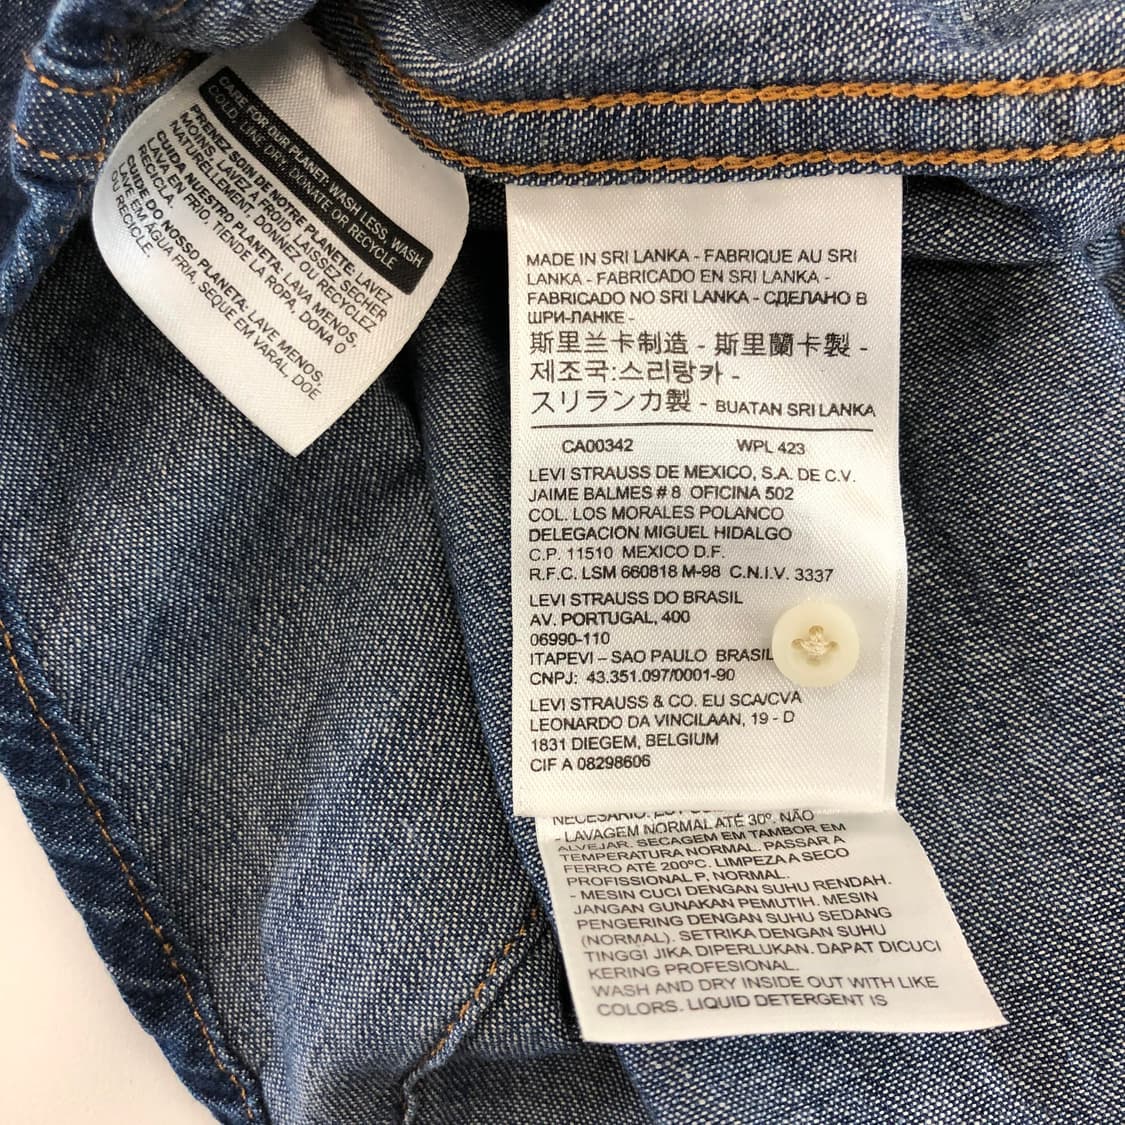 CARE FOR OUR PLANET: WASH LESS, WASH
COLD, LINE DRY, DONATE OR RECYCLE
PRENEZ SOIN DE NOTRE PLANETE: LAVEZ
MOINS, LAVEZ À FROID, LAISSEZ SÉCHER
NATURELLEMENT, DONNEZ OU RECYCLEZ
CUIDA NUESTRO PLANETA: LAVA MENOS,
LAVA EN FRIO, TIENDE LA ROPA, DONA O
RECICLA.
CUIDE DO NOSSO PLANETA: LAVE MENOS,
LAVE EM ÁGUA FRIA, SEQUE EM VARAL, DOE
OU RECICLE.
MADE IN SRI LANKA - FABRIQUE AU SRI
LANKA - FABRICADO EN SRI LANKA -
FABRICADO NO SRI LANKA - СДЕЛАНО В
ШРИ-ЛАНКЕ -
斯里兰卡制造 - 斯里蘭卡製 -
제조국:스리랑카 -
スリランカ製 - BUATAN SRI LANKA
CA00342 WPL 423
LEVI STRAUSS DE MEXICO, S.A. DE C.V.
JAIME BALMES # 8 OFICINA 502
COL. LOS MORALES POLANCO
DELEGACION MIGUEL HIDALGO
C.P. 11510 MEXICO D.F.
R.F.C. LSM 660818 M-98 C.N.I.V. 3337
LEVI STRAUSS DO BRASIL
AV. PORTUGAL, 400
06990-110
ITAPEVI – SAO PAULO BRASIL
CNPJ: 43.351.097/0001-90
LEVI STRAUSS & CO. EU SCA/CVA
LEONARDO DA VINCILAAN, 19 - D
1831 DIEGEM, BELGIUM
CIF A 08298606
NECESARIO.
- LAVAGEM NORMAL ATÉ 30º. NÃO
ALVEJAR. SECAGEM EM TAMBOR EM
TEMPERATURA NORMAL. PASSAR A
FERRO ATÉ 200ºC. LIMPEZA A SECO
PROFISSIONAL P, NORMAL.
- MESIN CUCI DENGAN SUHU RENDAH.
JANGAN GUNAKAN PEMUTIH. MESIN
PENGERING DENGAN SUHU SEDANG
(NORMAL). SETRIKA DENGAN SUHU
TINGGI JIKA DIPERLUKAN. DAPAT DICUCI
KERING PROFESIONAL.
WASH AND DRY INSIDE OUT WITH LIKE
COLORS. LIQUID DETERGENT IS